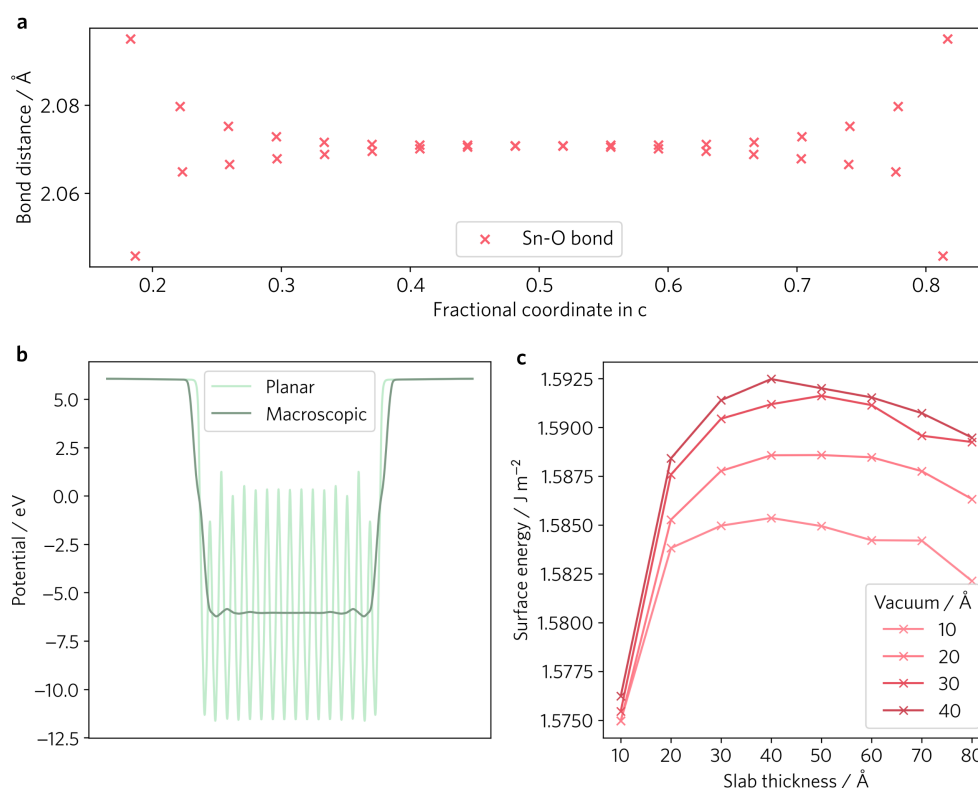 a
Bond distance / Å
2.08
2.06
Sn-O bond
0.2 0.3 0.4 0.5 0.6 0.7 0.8
Fractional coordinate in c
b
Potential / eV
5.0
2.5
0.0
−2.5
−5.0
−7.5
−10.0
−12.5
Planar
Macroscopic
c
Surface energy / J m⁻²
1.5925
1.5900
1.5875
1.5850
1.5825
1.5800
1.5775
1.5750
Vacuum / Å
10
20
30
40
10 20 30 40 50 60 70 80
Slab thickness / Å